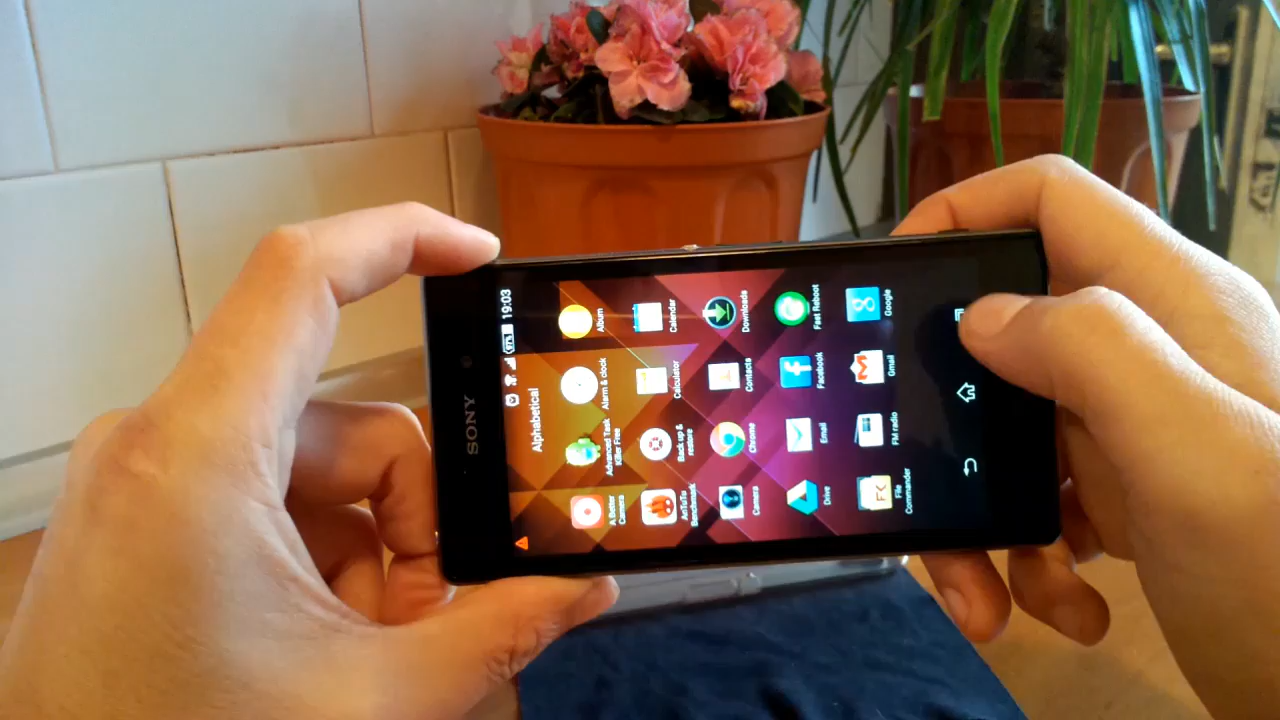 SONY
97%
19:03
Alphabetical
A Better
Camera
Advanced Task
Killer Free
Alarm & clock
Album
AnTuTu
Benchmark
Back up &
restore
Calculator
Calendar
Camera
Chrome
Contacts
Downloads
Drive
Email
Facebook
Fast Reboot
File
Commander
FM radio
Gmail
Google